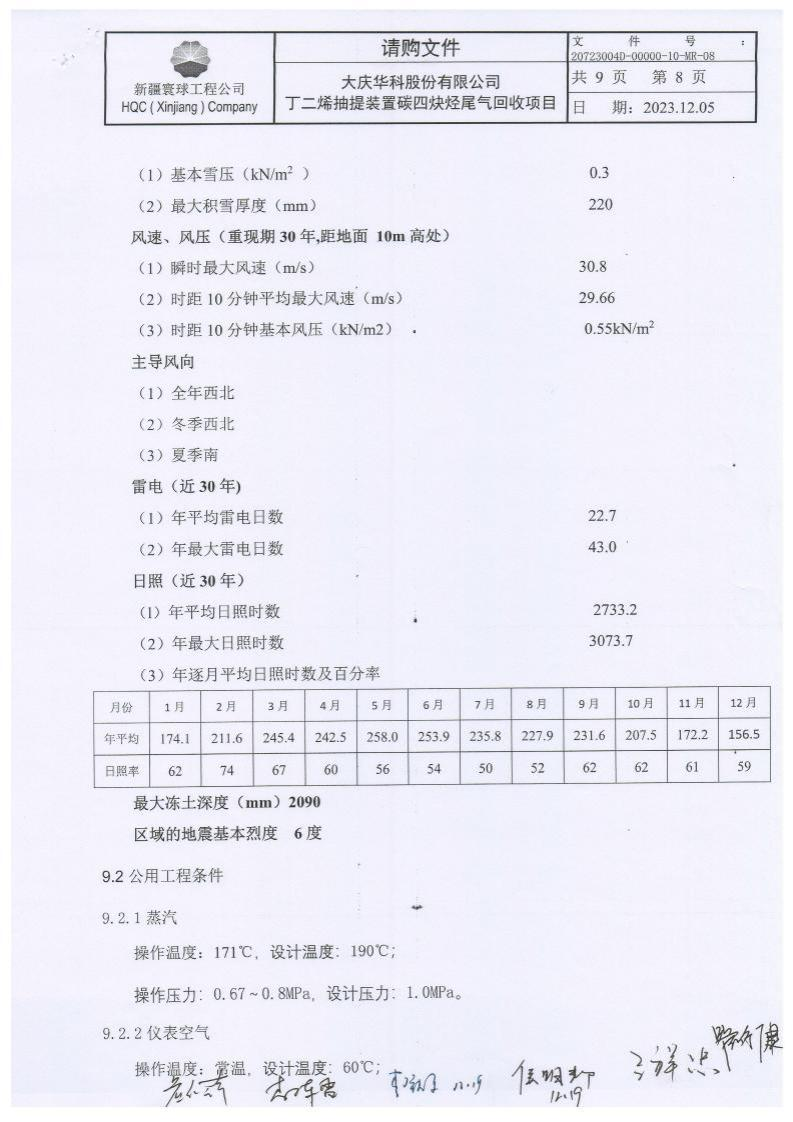 新疆寰球工程公司
HQC ( Xinjiang ) Company
请购文件
大庆华科股份有限公司
丁二烯抽提装置碳四炔烃尾气回收项目
文 件 号 :
20723004D-00000-10-MR-08
共 9 页 第 8 页
日 期: 2023.12.05
(1) 基本雪压 (kN/m² ) 0.3
(2) 最大积雪厚度 (mm) 220
风速、风压 (重现期 30 年,距地面 10m 高处)
(1) 瞬时最大风速 (m/s) 30.8
(2) 时距 10 分钟平均最大风速 (m/s) 29.66
(3) 时距 10 分钟基本风压 (kN/m2) 0.55kN/m²
主导风向
(1) 全年西北
(2) 冬季西北
(3) 夏季南
雷电 (近 30 年)
(1) 年平均雷电日数 22.7
(2) 年最大雷电日数 43.0
日照 (近 30 年)
(1) 年平均日照时数 2733.2
(2) 年最大日照时数 3073.7
(3) 年逐月平均日照时数及百分率
月份 1 月 2 月 3 月 4 月 5 月 6 月 7 月 8 月 9 月 10 月 11 月 12 月
年平均 174.1 211.6 245.4 242.5 258.0 253.9 235.8 227.9 231.6 207.5 172.2 156.5
日照率 62 74 67 60 56 54 50 52 62 62 61 59
最大冻土深度 (mm) 2090
区域的地震基本烈度 6 度
9.2 公用工程条件
9.2.1 蒸汽
操作温度: 171℃, 设计温度: 190℃;
操作压力: 0.67~0.8MPa, 设计压力: 1.0MPa。
9.2.2 仪表空气
操作温度: 常温, 设计温度: 60℃;
12.19